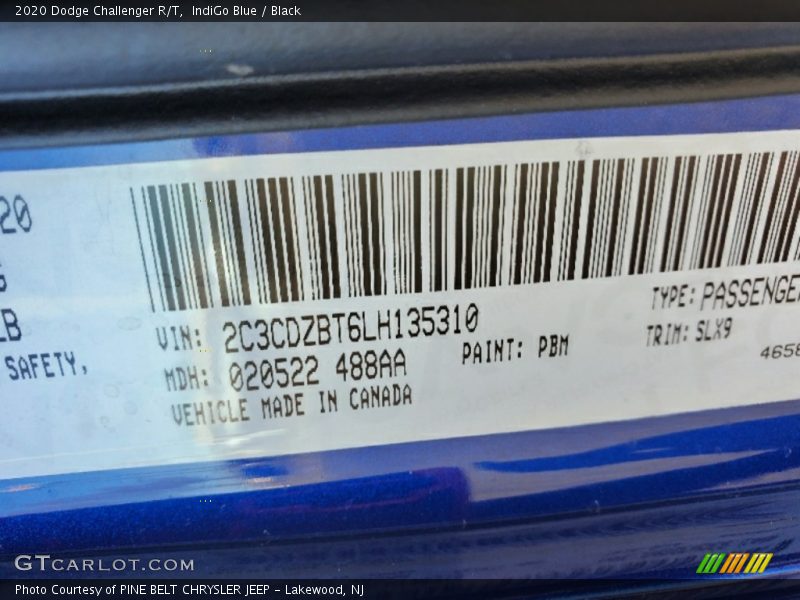 2020 Dodge Challenger R/T, IndiGo Blue / Black
20
LB
SAFETY,
VIN: 2C3CDZBT6LH135310
MDH: 020522 488AA
VEHICLE MADE IN CANADA
PAINT: PBM
TYPE: PASSENGER
TRIM: SLX9
4658
GTCARLOT.COM
Photo Courtesy of PINE BELT CHRYSLER JEEP - Lakewood, NJ